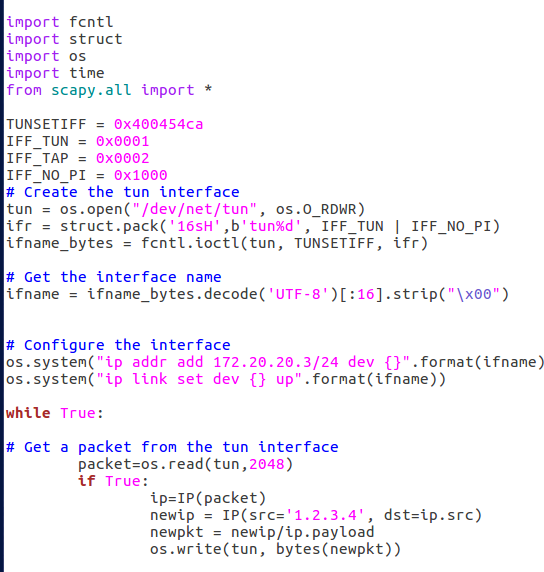 import fcntl
import struct
import os
import time
from scapy.all import *

TUNSETIFF = 0x400454ca
IFF_TUN = 0x0001
IFF_TAP = 0x0002
IFF_NO_PI = 0x1000
# Create the tun interface
tun = os.open("/dev/net/tun", os.O_RDWR)
ifr = struct.pack('16sH',b'tun%d', IFF_TUN | IFF_NO_PI)
ifname_bytes = fcntl.ioctl(tun, TUNSETIFF, ifr)

# Get the interface name
ifname = ifname_bytes.decode('UTF-8')[:16].strip("\x00")


# Configure the interface
os.system("ip addr add 172.20.20.3/24 dev {}".format(ifname)
os.system("ip link set dev {} up".format(ifname))

while True:

# Get a packet from the tun interface
        packet=os.read(tun,2048)
        if True:
                ip=IP(packet)
                newip = IP(src='1.2.3.4', dst=ip.src)
                newpkt = newip/ip.payload
                os.write(tun, bytes(newpkt))